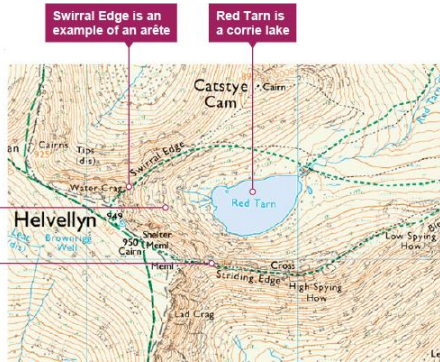 Swirral Edge is an
example of an arête
Red Tarn is
a corrie lake
Catstye
Cam
Cairn
Cairns
Tips
(dis)
Swirral Edge
Water Crag
Red Tarn
Helvellyn
949
Shelter
Meml
950
Cairn
Brownrigg
Well
Meml
Cross
Striding Edge
High Spying
How
Low Spying
How
Lad Crag